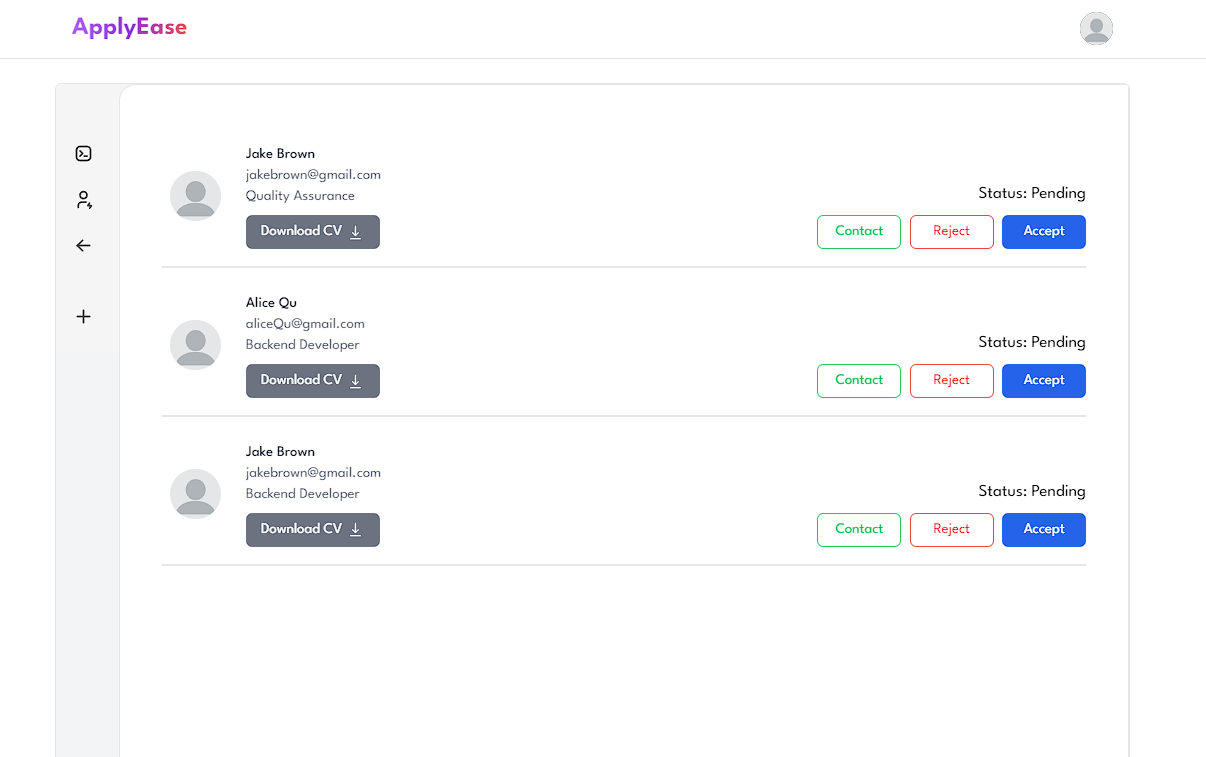 ApplyEase
Jake Brown
jakebrown@gmail.com
Quality Assurance
Status: Pending
Download CV
Contact
Reject
Accept
Alice Qu
aliceQu@gmail.com
Backend Developer
Status: Pending
Download CV
Contact
Reject
Accept
Jake Brown
jakebrown@gmail.com
Backend Developer
Status: Pending
Download CV
Contact
Reject
Accept